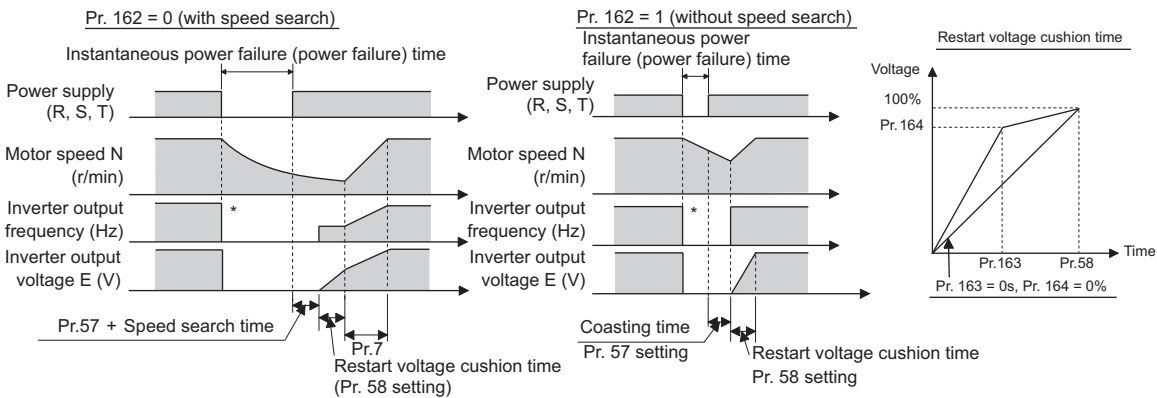 Pr. 162 = 0 (with speed search)
Instantaneous power failure (power failure) time
Power supply
(R, S, T)
Motor speed N
(r/min)
Inverter output
frequency (Hz)
*
Inverter output
voltage E (V)
Pr.57 + Speed search time
Pr.7
Restart voltage cushion time
(Pr. 58 setting)
Pr. 162 = 1 (without speed search)
Instantaneous power
failure (power failure) time
Power supply
(R, S, T)
Motor speed N
(r/min)
Inverter output
frequency (Hz)
*
Inverter output
voltage E (V)
Coasting time
Pr. 57 setting
Restart voltage cushion time
Pr. 58 setting
Restart voltage cushion time
Voltage
100%
Pr.164
Pr.163
Pr.58
Time
Pr. 163 = 0s, Pr. 164 = 0%